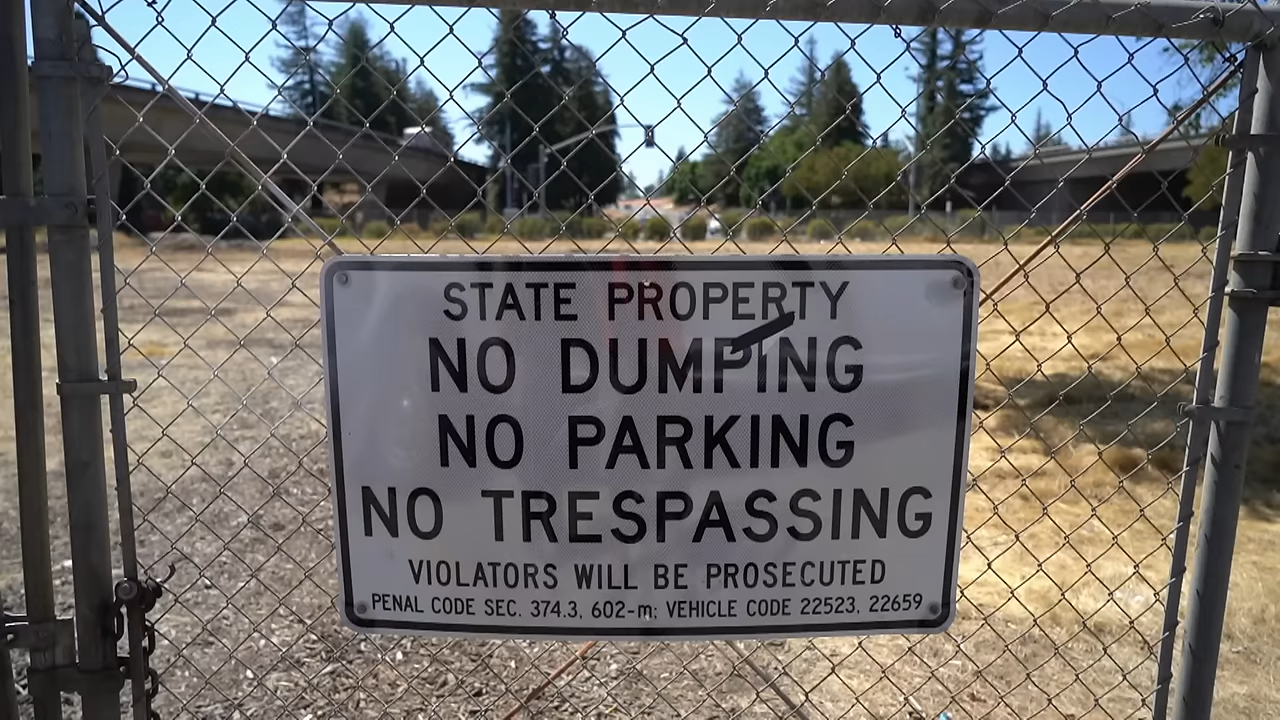 STATE PROPERTY
NO DUMPING
NO PARKING
NO TRESPASSING
VIOLATORS WILL BE PROSECUTED
PENAL CODE SEC. 374.3, 602-m; VEHICLE CODE 22523, 22659